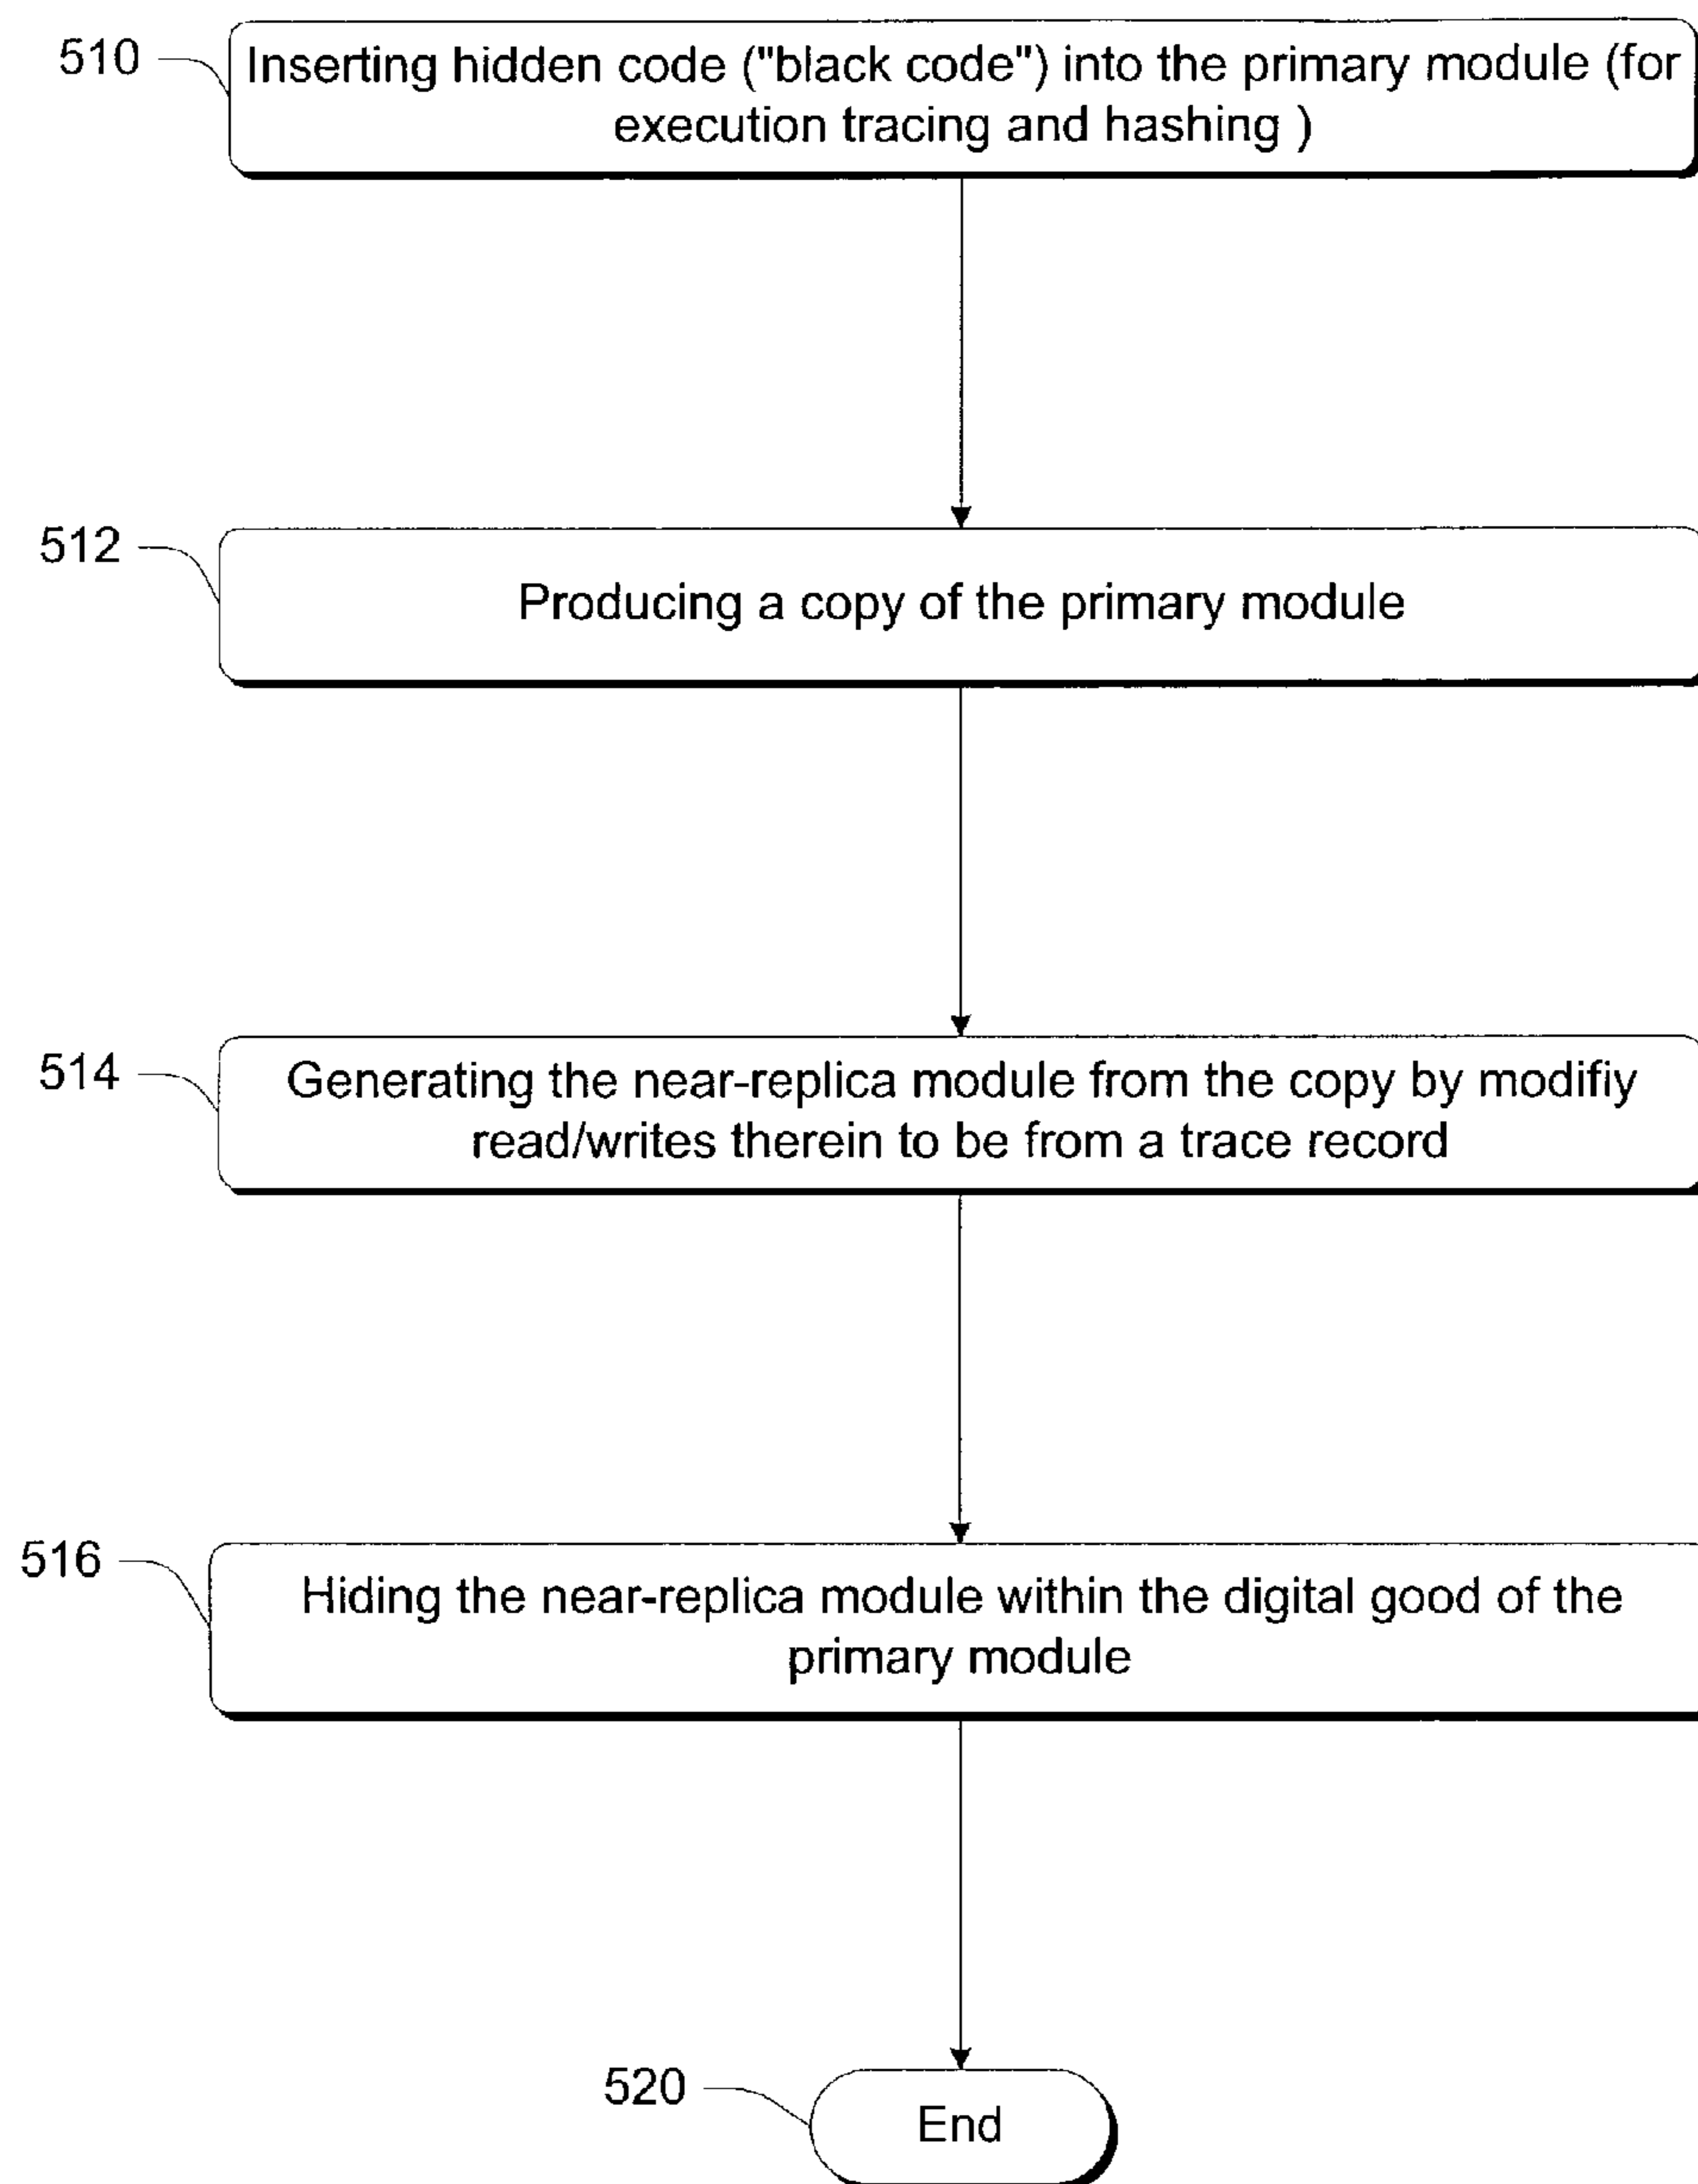 510
Inserting hidden code ("black code") into the primary module (for
execution tracing and hashing )
512
Producing a copy of the primary module
514
Generating the near-replica module from the copy by modifiy
read/writes therein to be from a trace record
516
Hiding the near-replica module within the digital good of the
primary module
520
End